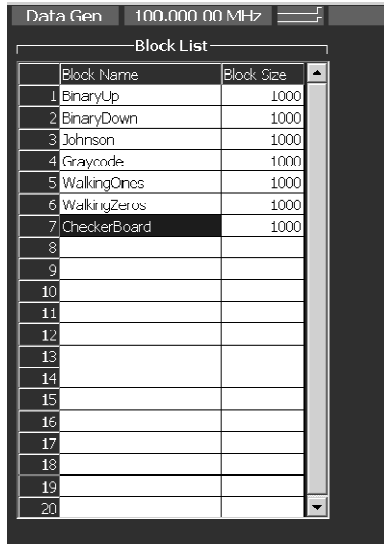 Data Gen 100.000 00 MHz
Block List
Block Name Block Size
1 BinaryUp 1000
2 BinaryDown 1000
3 Johnson 1000
4 Graycode 1000
5 WalkingOnes 1000
6 WalkingZeros 1000
7 CheckerBoard 1000
8
9
10
11
12
13
14
15
16
17
18
19
20